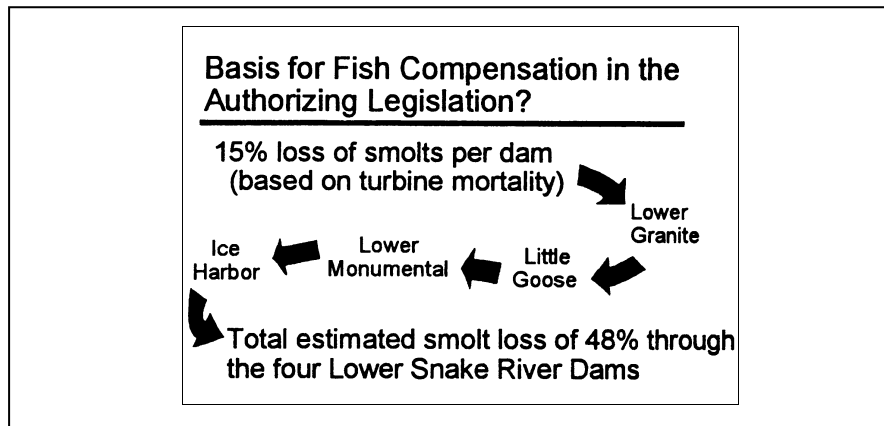 Basis for Fish Compensation in the
Authorizing Legislation?
15% loss of smolts per dam
(based on turbine mortality)
Lower
Granite
Little
Goose
Lower
Monumental
Ice
Harbor
Total estimated smolt loss of 48% through
the four Lower Snake River Dams